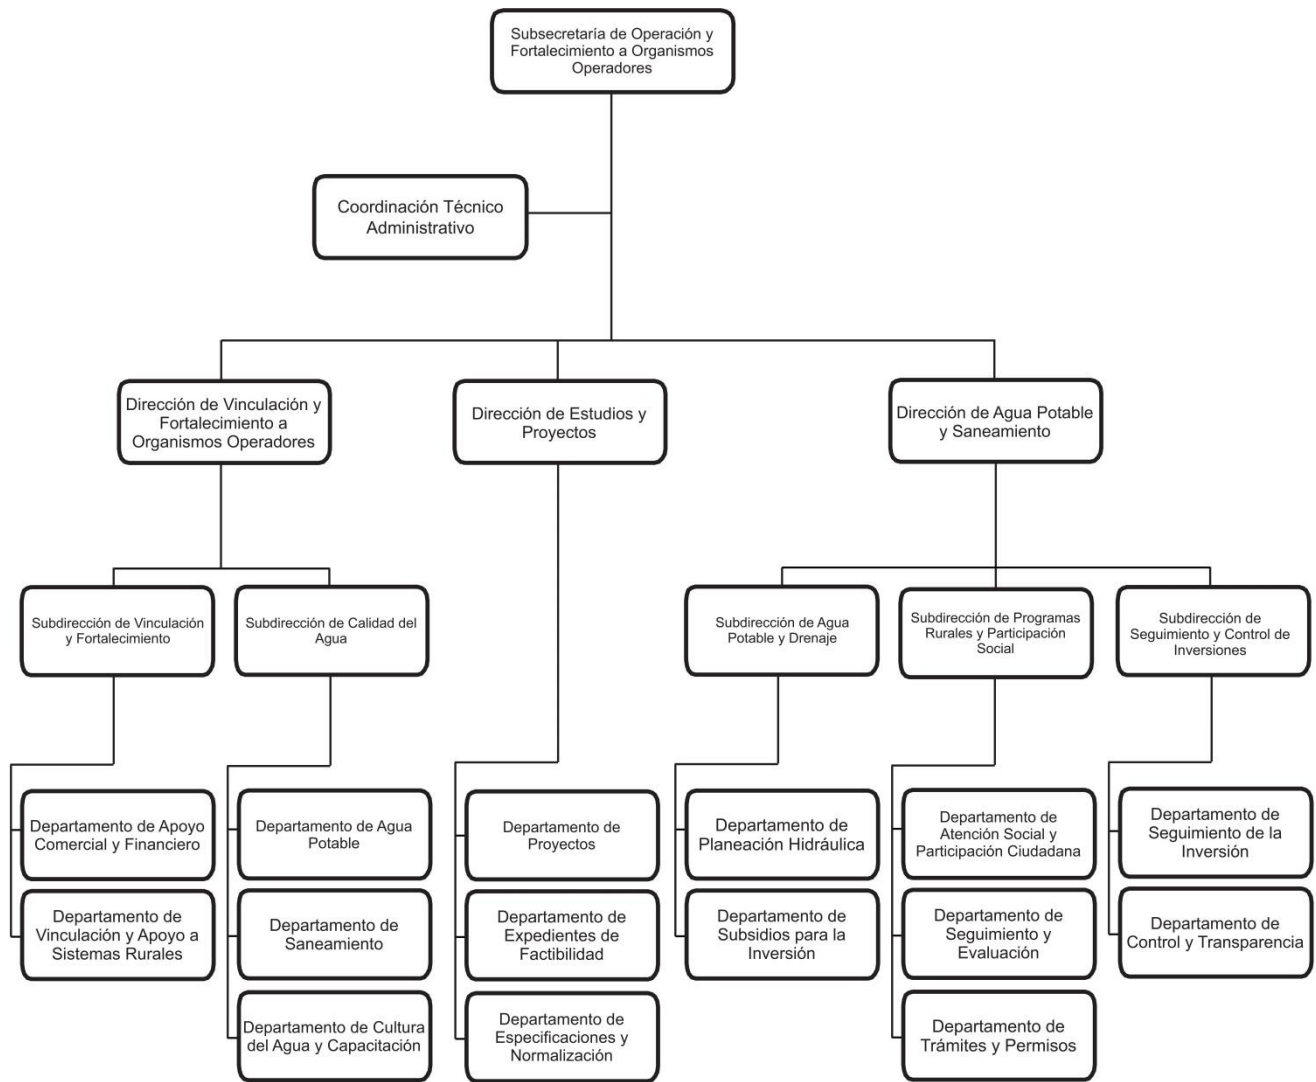 Subsecretaría de Operación y
Fortalecimiento a Organismos
Operadores
Coordinación Técnico
Administrativo
Dirección de Vinculación y
Fortalecimiento a
Organismos Operadores
Dirección de Estudios y
Proyectos
Dirección de Agua Potable
y Saneamiento
Subdirección de Vinculación
y Fortalecimiento
Subdirección de Calidad del
Agua
Subdirección de Agua
Potable y Drenaje
Subdirección de Programas
Rurales y Participación
Social
Subdirección de
Seguimiento y Control de
Inversiones
Departamento de Apoyo
Comercial y Financiero
Departamento de Agua
Potable
Departamento de
Proyectos
Departamento de
Planeación Hidráulica
Departamento de
Atención Social y
Participación Ciudadana
Departamento de
Seguimiento de la
Inversión
Departamento de
Vinculación y Apoyo a
Sistemas Rurales
Departamento de
Saneamiento
Departamento de
Expedientes de
Factibilidad
Departamento de
Subsidios para la
Inversión
Departamento de
Seguimiento y
Evaluación
Departamento de
Control y Transparencia
Departamento de Cultura
del Agua y Capacitación
Departamento de
Especificaciones y
Normalización
Departamento de
Trámites y Permisos